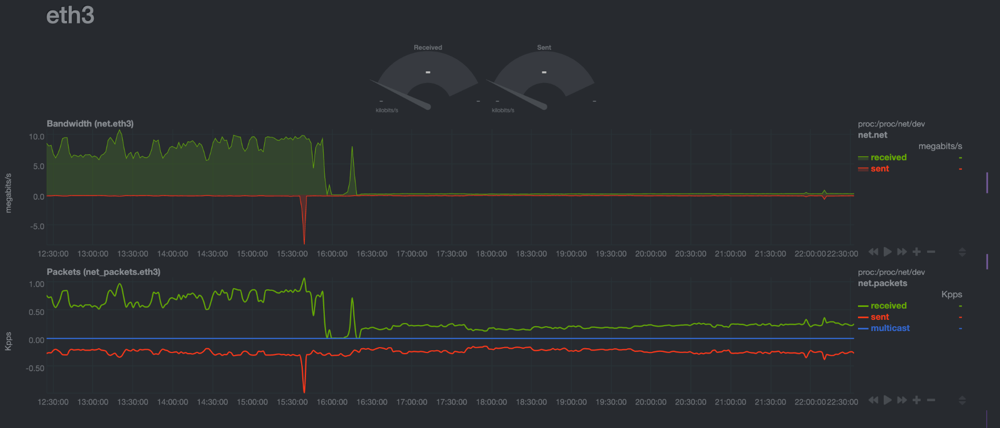 eth3
Received
Sent
-
-
- -
- -
kilobits/s
kilobits/s
Bandwidth (net.eth3)
proc:/proc/net/dev
net.net
megabits/s
received -
sent -
megabits/s
10.0
5.0
0.0
-5.0
12:30:00 13:00:00 13:30:00 14:00:00 14:30:00 15:00:00 15:30:00 16:00:00 16:30:00 17:00:00 17:30:00 18:00:00 18:30:00 19:00:00 19:30:00 20:00:00 20:30:00 21:00:00 21:30:00 22:00:00 22:30:00
Packets (net_packets.eth3)
proc:/proc/net/dev
net.packets
Kpps
received -
sent -
multicast -
Kpps
1.00
0.50
0.00
-0.50
12:30:00 13:00:00 13:30:00 14:00:00 14:30:00 15:00:00 15:30:00 16:00:00 16:30:00 17:00:00 17:30:00 18:00:00 18:30:00 19:00:00 19:30:00 20:00:00 20:30:00 21:00:00 21:30:00 22:00:00 22:30:00